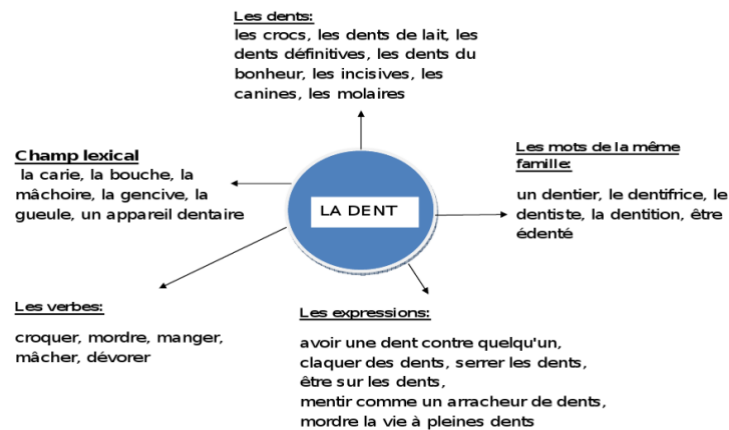 Les dents:
les crocs, les dents de lait, les
dents définitives, les dents du
bonheur, les incisives, les
canines, les molaires
Champ lexical
la carie, la bouche, la
mâchoire, la gencive, la
gueule, un appareil dentaire
LA DENT
Les mots de la même
famille:
un dentier, le dentifrice, le
dentiste, la dentition, être
édenté
Les verbes:
croquer, mordre, manger,
mâcher, dévorer
Les expressions:
avoir une dent contre quelqu'un,
claquer des dents, serrer les dents,
être sur les dents,
mentir comme un arracheur de dents,
mordre la vie à pleines dents